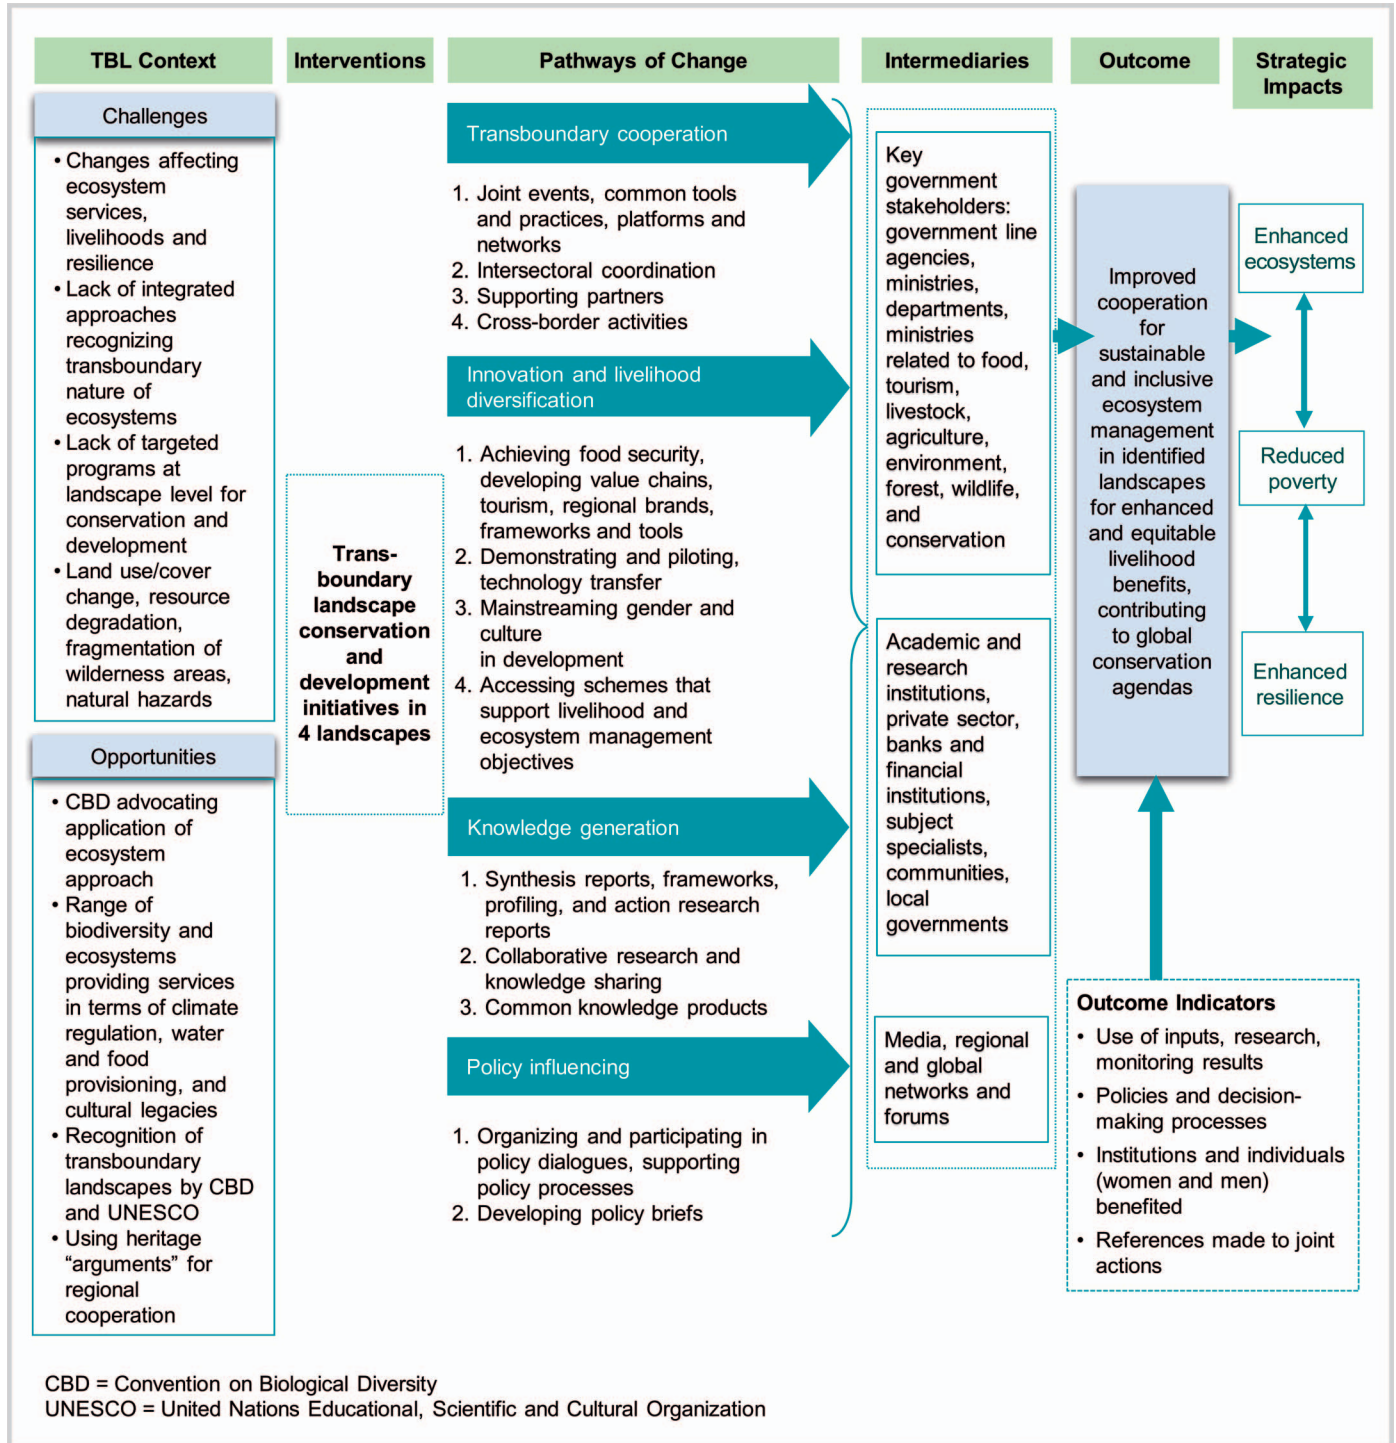 TBL Context
Challenges
• Changes affecting
ecosystem
services,
livelihoods and
resilience
• Lack of integrated
approaches
recognizing
transboundary
nature of
ecosystems
• Lack of targeted
programs at
landscape level for
conservation and
development
• Land use/cover
change, resource
degradation,
fragmentation of
wilderness areas,
natural hazards
Opportunities
• CBD advocating
application of
ecosystem
approach
• Range of
biodiversity and
ecosystems
providing services
in terms of climate
regulation, water
and food
provisioning, and
cultural legacies
• Recognition of
transboundary
landscapes by CBD
and UNESCO
• Using heritage
“arguments” for
regional
cooperation
Interventions
Trans-
boundary
landscape
conservation
and
development
initiatives in
4 landscapes
Pathways of Change
Transboundary cooperation
1. Joint events, common tools
and practices, platforms and
networks
2. Intersectoral coordination
3. Supporting partners
4. Cross-border activities
Innovation and livelihood
diversification
1. Achieving food security,
developing value chains,
tourism, regional brands,
frameworks and tools
2. Demonstrating and piloting,
technology transfer
3. Mainstreaming gender and
culture
in development
4. Accessing schemes that
support livelihood and
ecosystem management
objectives
Knowledge generation
1. Synthesis reports, frameworks,
profiling, and action research
reports
2. Collaborative research and
knowledge sharing
3. Common knowledge products
Policy influencing
1. Organizing and participating in
policy dialogues, supporting
policy processes
2. Developing policy briefs
Intermediaries
Key
government
stakeholders:
government line
agencies,
ministries,
departments,
ministries
related to food,
tourism,
livestock,
agriculture,
environment,
forest, wildlife,
and
conservation
Academic and
research
institutions,
private sector,
banks and
financial
institutions,
subject
specialists,
communities,
local
governments
Media, regional
and global
networks and
forums
Outcome
Improved
cooperation
for
sustainable
and inclusive
ecosystem
management
in identified
landscapes
for enhanced
and equitable
livelihood
benefits,
contributing
to global
conservation
agendas
Outcome Indicators
• Use of inputs, research,
monitoring results
• Policies and decision-
making processes
• Institutions and individuals
(women and men)
benefited
• References made to joint
actions
Strategic
Impacts
Enhanced
ecosystems
Reduced
poverty
Enhanced
resilience
CBD = Convention on Biological Diversity
UNESCO = United Nations Educational, Scientific and Cultural Organization